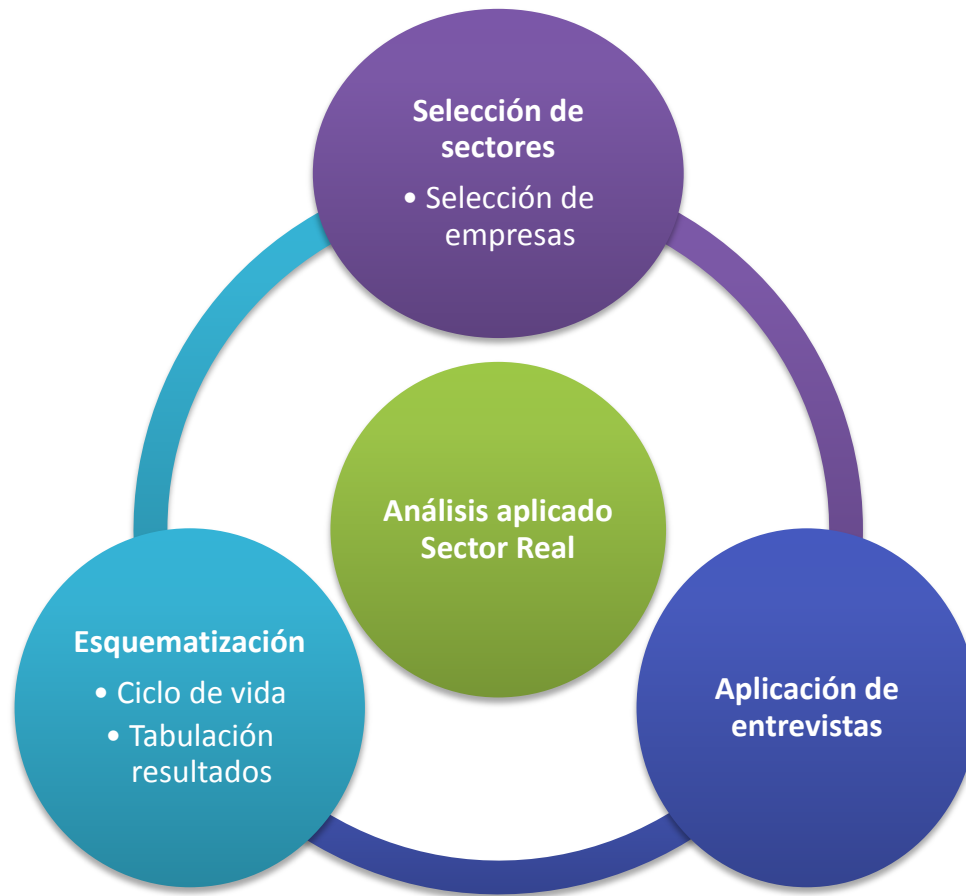 Selección de
sectores
• Selección de
empresas
Análisis aplicado
Sector Real
Esquematización
• Ciclo de vida
• Tabulación
resultados
Aplicación de
entrevistas